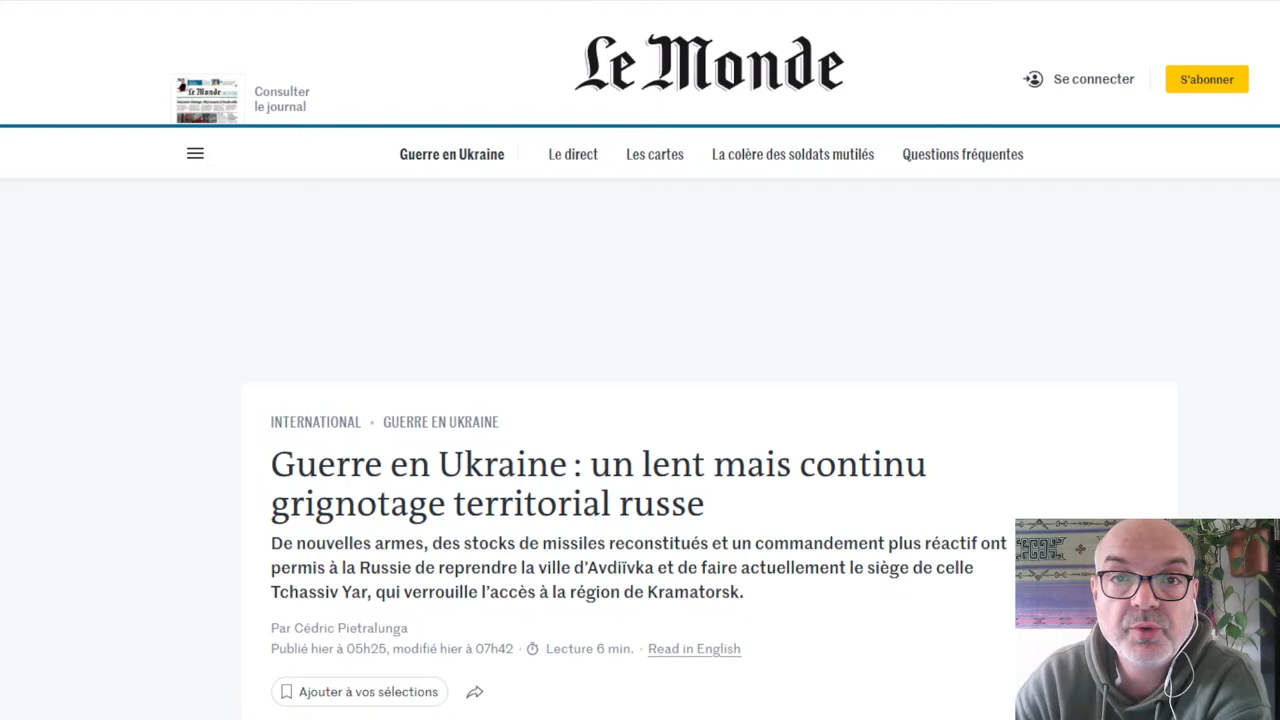 Le Monde
Consulter
le journal
Se connecter
S'abonner
Guerre en Ukraine
Le direct
Les cartes
La colère des soldats mutilés
Questions fréquentes
INTERNATIONAL • GUERRE EN UKRAINE
Guerre en Ukraine : un lent mais continu
grignotage territorial russe
De nouvelles armes, des stocks de missiles reconstitués et un commandement plus réactif ont
permis à la Russie de reprendre la ville d’Avdiïvka et de faire actuellement le siège de celle
Tchassiv Yar, qui verrouille l’accès à la région de Kramatorsk.
Par Cédric Pietralunga
Publié hier à 05h25, modifié hier à 07h42 · Lecture 6 min. · Read in English
Ajouter à vos sélections